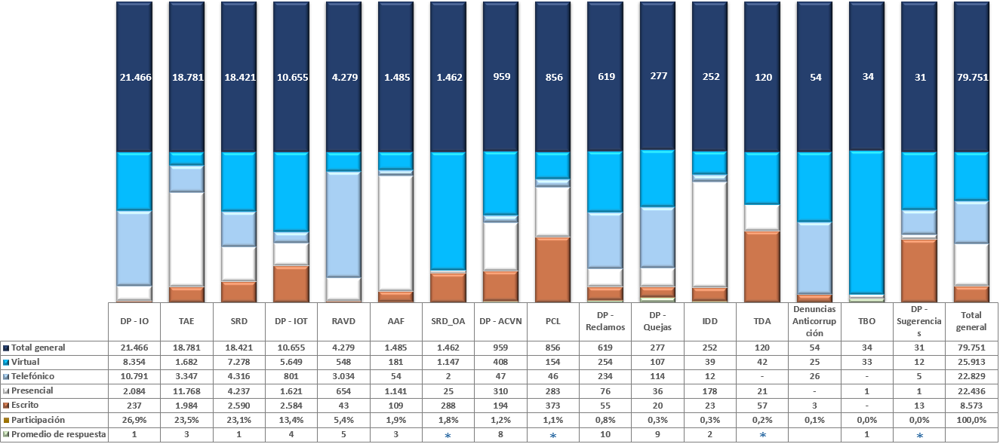 21.466 18.781 18.421 10.655 4.279 1.485 1.462 959 856 619 277 252 120 54 34 31 79.751
DP - IO TAE SRD DP - IOT RAVD AAF SRD_OA DP - ACVN PCL DP - Reclamos DP - Quejas IDD TDA Denuncias Anticorrupción TBO DP - Sugerencias Total general
Total general 21.466 18.781 18.421 10.655 4.279 1.485 1.462 959 856 619 277 252 120 54 34 31 79.751
Virtual 8.354 1.682 7.278 5.649 548 181 1.147 408 154 254 107 39 42 25 33 12 25.913
Telefónico 10.791 3.347 4.316 801 3.034 54 2 47 46 234 114 12 - 26 - 5 22.829
Presencial 2.084 11.768 4.237 1.621 654 1.141 25 310 283 76 36 178 21 - 1 1 22.436
Escrito 237 1.984 2.590 2.584 43 109 288 194 373 55 20 23 57 3 - 13 8.573
Participación 26,9% 23,5% 23,1% 13,4% 5,4% 1,9% 1,8% 1,2% 1,1% 0,8% 0,3% 0,3% 0,2% 0,1% 0,0% 0,0% 100,0%
Promedio de respuesta 1 3 1 4 5 3 * 8 * 10 9 2 * 1 *